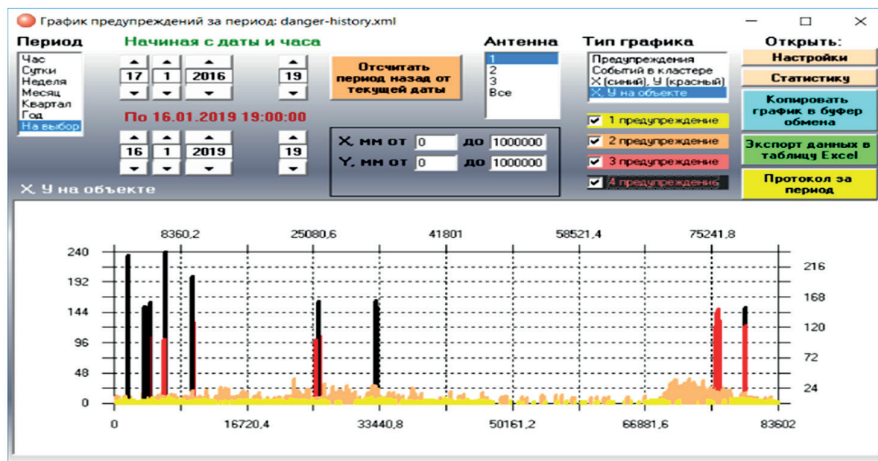 График предупреждений за период: danger-history.xml
Период
Начиная с даты и часа
Антенна
Тип графика
Открыть:
Час
Сутки
Неделя
Месяц
Квартал
Год
На выбор
17 1 2016 19
По 16.01.2019 19:00:00
16 1 2019 19
Отсчитать
период назад от
текущей даты
X, мм от 0 до 1000000
Y, мм от 0 до 1000000
1
2
3
Все
Предупреждения
Событий в кластере
X (синий), Y (красный)
X, Y на объекте
1 предупреждение
2 предупреждение
3 предупреждение
4 предупреждение
Настройки
Статистику
Копировать
график в буфер
обмена
Экспорт данных в
таблицу Excel
Протокол за
период
X, Y на объекте
8360,2 25080,6 41801 58521,4 75241,8
240
192
144
96
48
0
216
168
120
72
24
0 16720,4 33440,8 50161,2 66881,6 83602